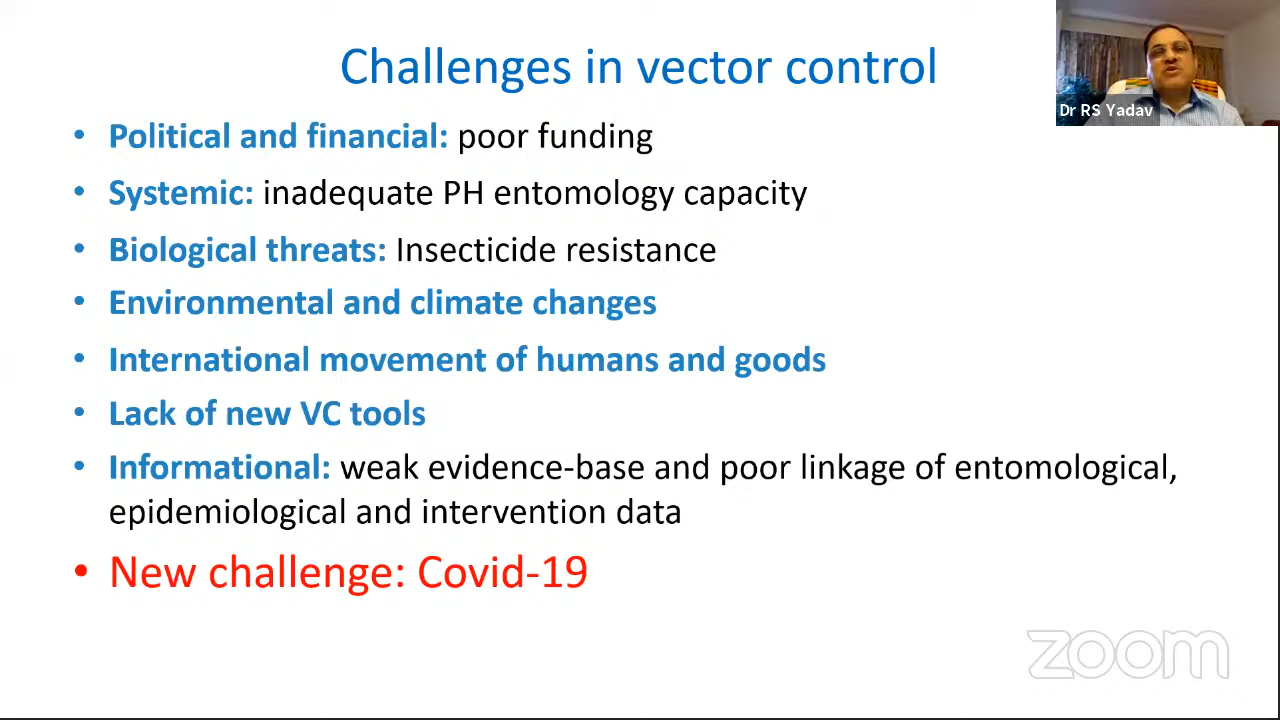 Challenges in vector control
Dr RS Yadav
• Political and financial: poor funding
• Systemic: inadequate PH entomology capacity
• Biological threats: Insecticide resistance
• Environmental and climate changes
• International movement of humans and goods
• Lack of new VC tools
• Informational: weak evidence-base and poor linkage of entomological,
epidemiological and intervention data
• New challenge: Covid-19
zoom